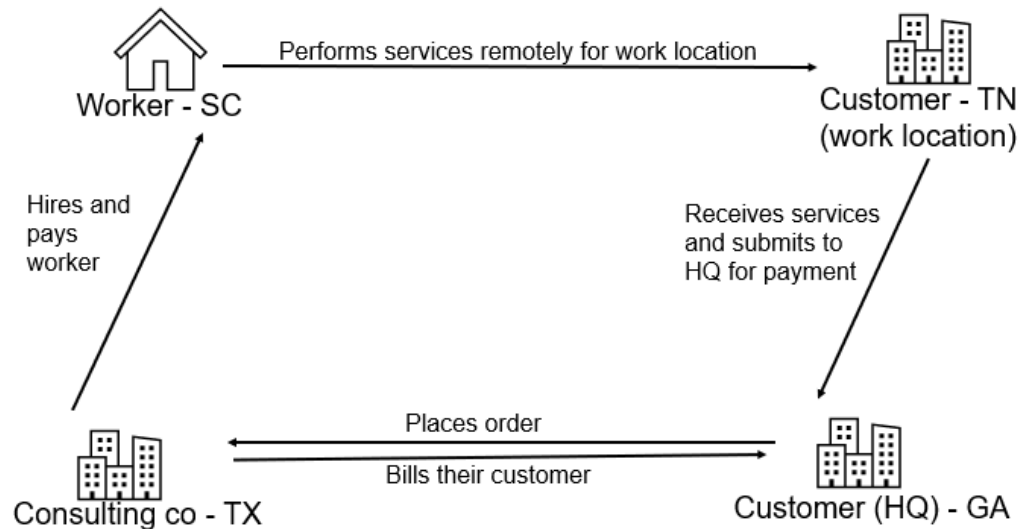 Performs services remotely for work location
Worker - SC
Customer - TN
(work location)
Hires and
pays
worker
Receives services
and submits to
HQ for payment
Places order
Bills their customer
Consulting co - TX
Customer (HQ) - GA